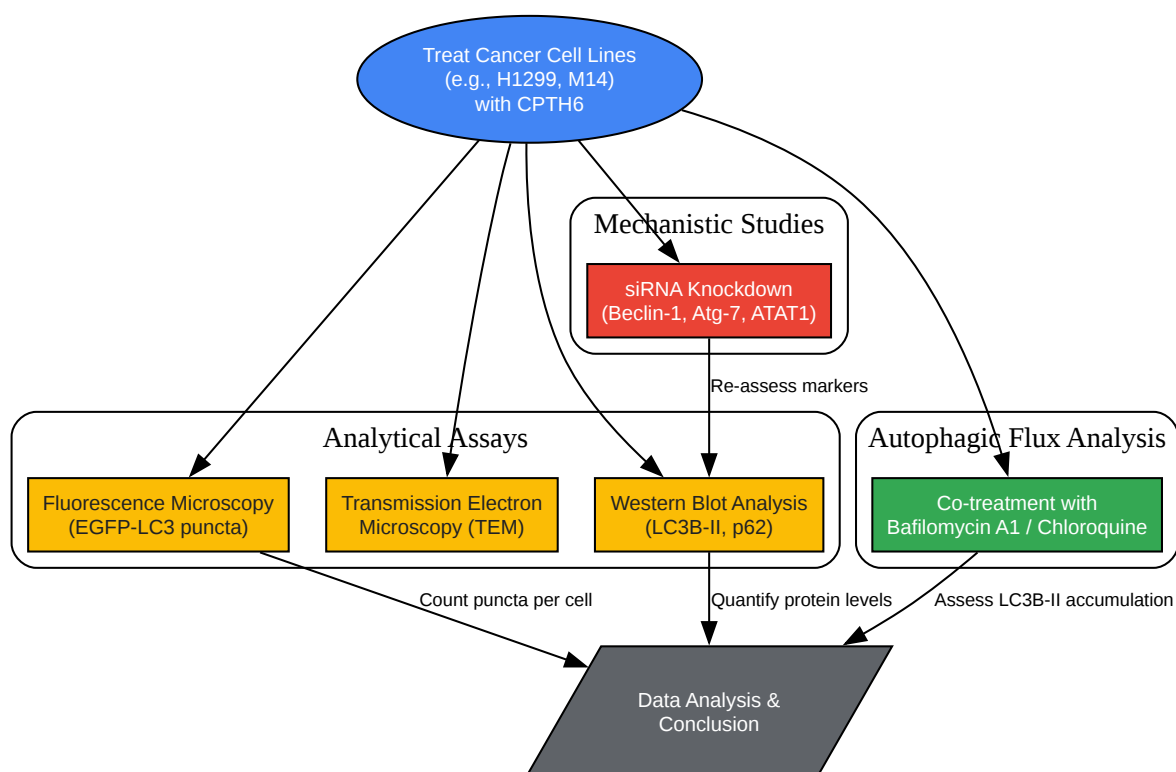 Treat Cancer Cell Lines
(e.g., H1299, M14)
with CPTH6
Mechanistic Studies
siRNA Knockdown
(Beclin-1, Atg-7, ATAT1)
Re-assess markers
Analytical Assays
Autophagic Flux Analysis
Fluorescence Microscopy
(EGFP-LC3 puncta)
Transmission Electron
Microscopy (TEM)
Western Blot Analysis
(LC3B-II, p62)
Co-treatment with
Bafilomycin A1 / Chloroquine
Count puncta per cell
Quantify protein levels
Assess LC3B-II accumulation
Data Analysis &
Conclusion